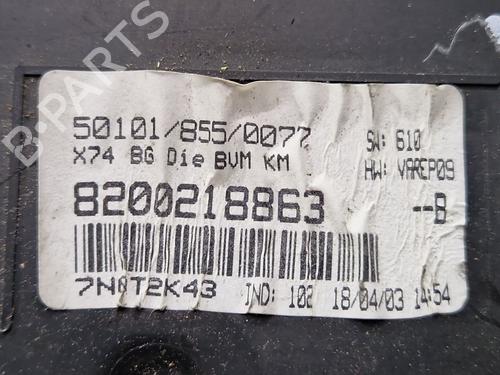 B-PARTS
50101/855/0077 SW: 610
X74 BG Die BVM KM HW: VAREP09
8200218863 --B
7N0T2K43 IND: 102 18/04/03 14:54